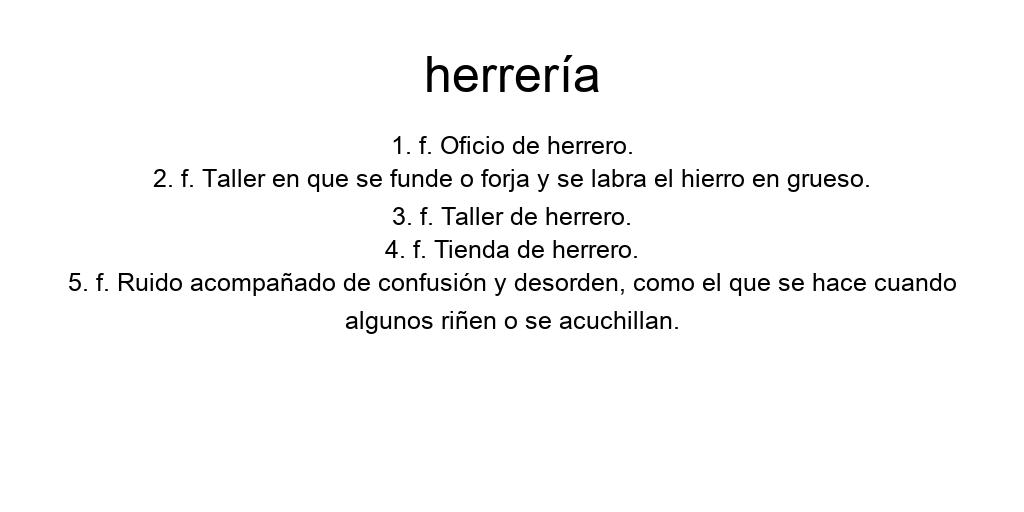 herrería
1. f. Oficio de herrero.
2. f. Taller en que se funde o forja y se labra el hierro en grueso.
3. f. Taller de herrero.
4. f. Tienda de herrero.
5. f. Ruido acompañado de confusión y desorden, como el que se hace cuando
algunos riñen o se acuchillan.